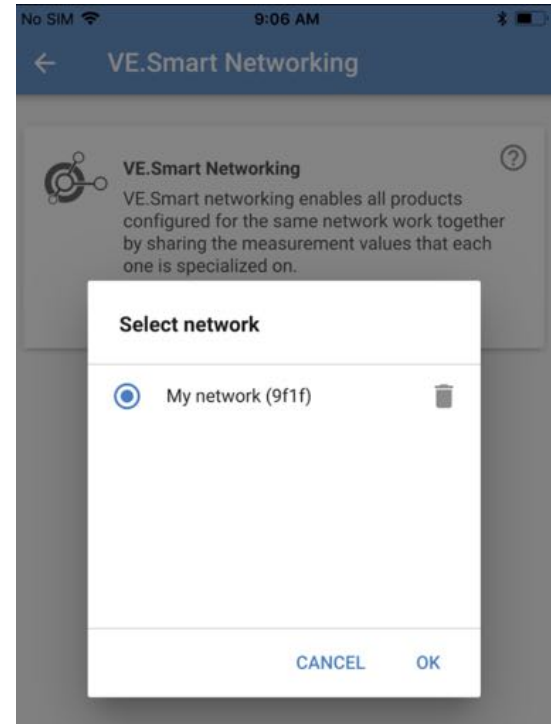 No SIM 9:06 AM
VE.Smart Networking
VE.Smart Networking
VE.Smart networking enables all products
configured for the same network work together
by sharing the measurement values that each
one is specialized on.
Select network
My network (9f1f)
CANCEL OK